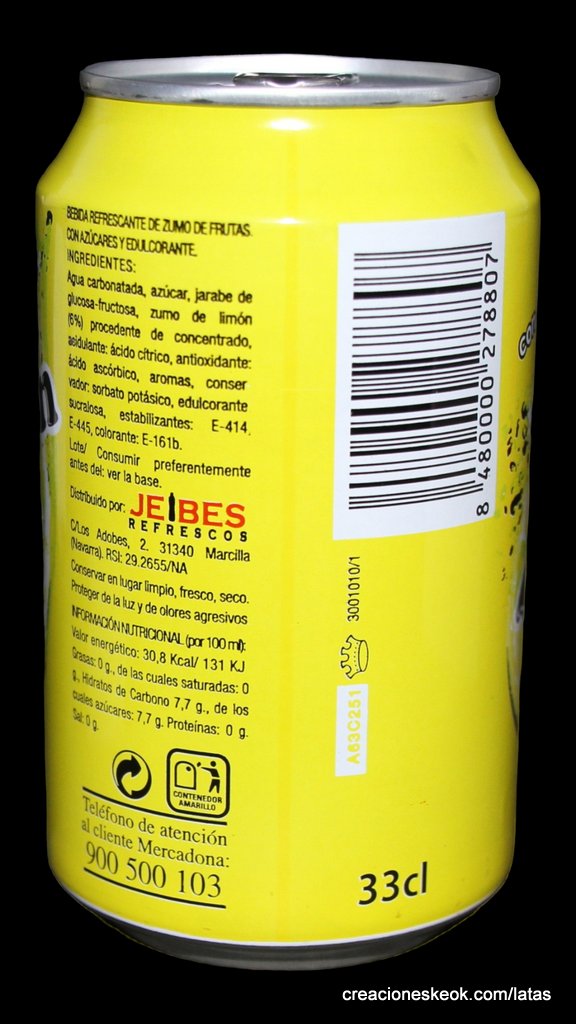 BEBIDA REFRESCANTE DE ZUMO DE FRUTAS
CON AZÚCARES Y EDULCORANTE.
INGREDIENTES:
Agua carbonatada, azúcar, jarabe de
glucosa-fructosa, zumo de limón
(6%) procedente de concentrado,
acidulante: ácido cítrico, antioxidante:
ácido ascórbico, aromas, conser
vador: sorbato potásico, edulcorante
sucralosa, estabilizantes: E-414,
E-445, colorante: E-161b.
Lote/ Consumir preferentemente
antes del: ver la base.
Distribuido por: JEIBES
REFRESCOS
C/Los Adobes, 2. 31340 Marcilla
(Navarra). RSI: 29.2655/NA
Conservar en lugar limpio, fresco, seco.
Proteger de la luz y de olores agresivos
INFORMACIÓN NUTRICIONAL (por 100 ml):
Valor energético: 30,8 Kcal/ 131 KJ
Grasas: 0 g., de las cuales saturadas: 0
g., Hidratos de Carbono 7,7 g., de los
cuales azúcares: 7,7 g. Proteínas: 0 g.
Sal: 0 g.
CONTENEDOR
AMARILLO
Teléfono de atención
al cliente Mercadona:
900 500 103
8 480000 278807
3001010/1
A63C251
33cl
creacioneskeok.com/latas